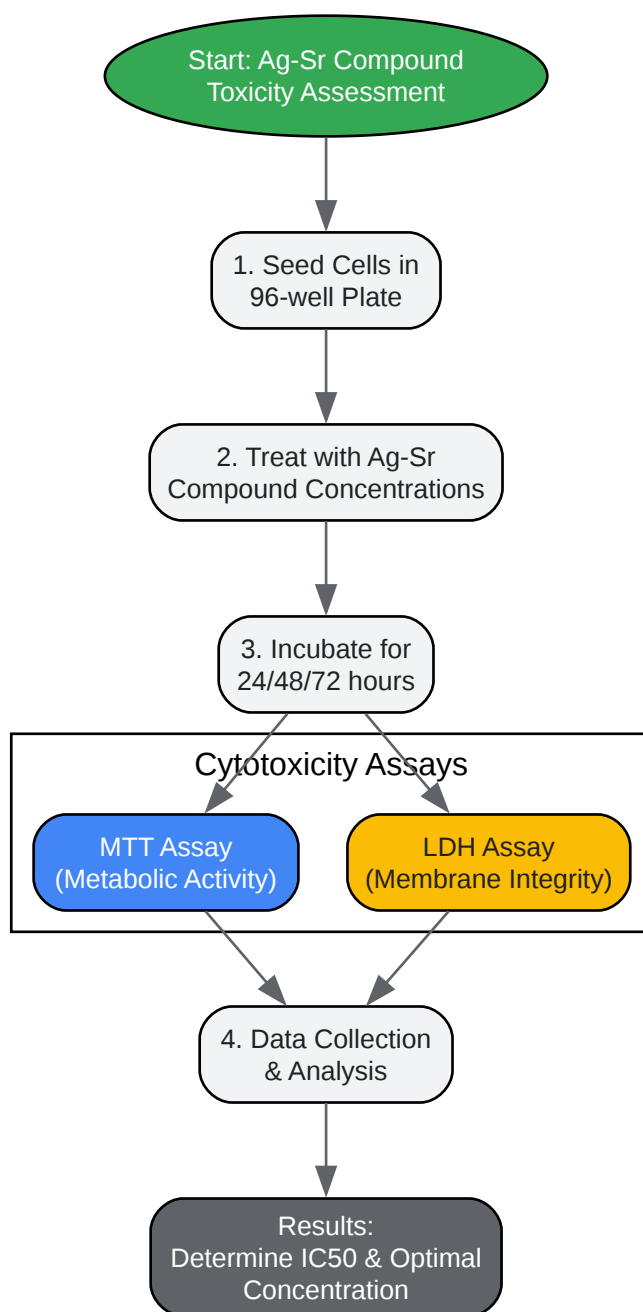 Start: Ag-Sr Compound
Toxicity Assessment
1. Seed Cells in
96-well Plate
2. Treat with Ag-Sr
Compound Concentrations
3. Incubate for
24/48/72 hours
Cytotoxicity Assays
MTT Assay
(Metabolic Activity)
LDH Assay
(Membrane Integrity)
4. Data Collection
& Analysis
Results:
Determine IC50 & Optimal
Concentration